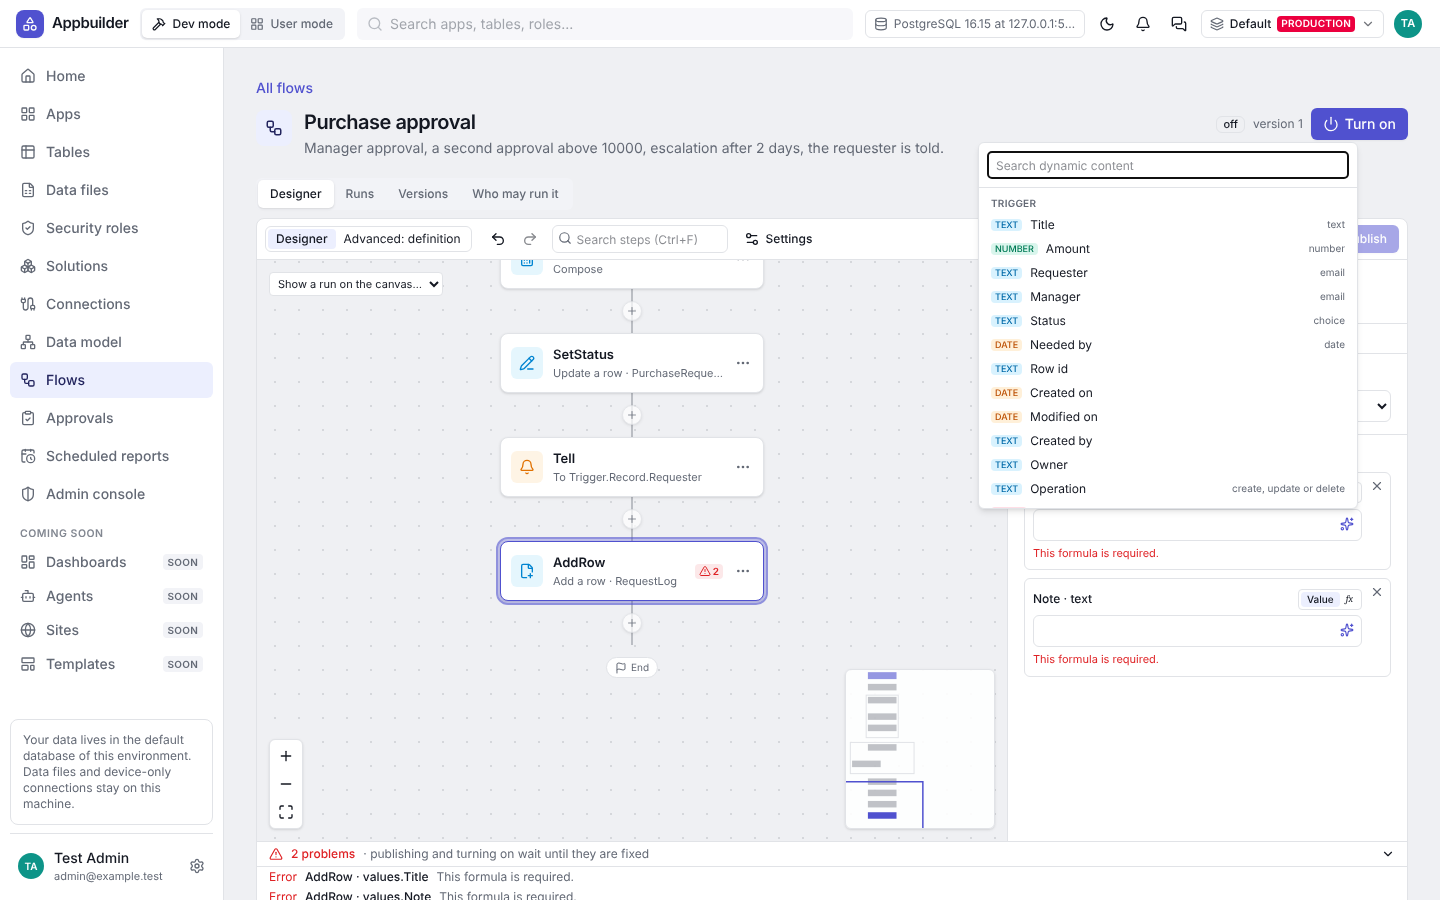 Appbuilder
Dev mode
User mode
Search apps, tables, roles...
PostgreSQL 16.15 at 127.0.0.1:5...
Default
PRODUCTION
TA
Home
Apps
Tables
Data files
Security roles
Solutions
Connections
Data model
Flows
Approvals
Scheduled reports
Admin console
COMING SOON
Dashboards SOON
Agents SOON
Sites SOON
Templates SOON
Your data lives in the default
database of this environment.
Data files and device-only
connections stay on this
machine.
TA
Test Admin
admin@example.test
All flows
Purchase approval
Manager approval, a second approval above 10000, escalation after 2 days, the requester is told.
off
version 1
Turn on
Designer
Runs
Versions
Who may run it
Designer
Advanced: definition
Search steps (Ctrl+F)
Settings
Show a run on the canvas...
Compose
SetStatus
Update a row · PurchaseReque...
Tell
To Trigger.Record.Requester
AddRow
Add a row · RequestLog
2
End
Search dynamic content
TRIGGER
TEXT Title text
NUMBER Amount number
TEXT Requester email
TEXT Manager email
TEXT Status choice
DATE Needed by date
TEXT Row id
DATE Created on
DATE Modified on
TEXT Created by
TEXT Owner
TEXT Operation create, update or delete
This formula is required.
Note · text
Value fx
This formula is required.
2 problems · publishing and turning on wait until they are fixed
Error AddRow · values.Title This formula is required.
Error AddRow · values.Note This formula is required.